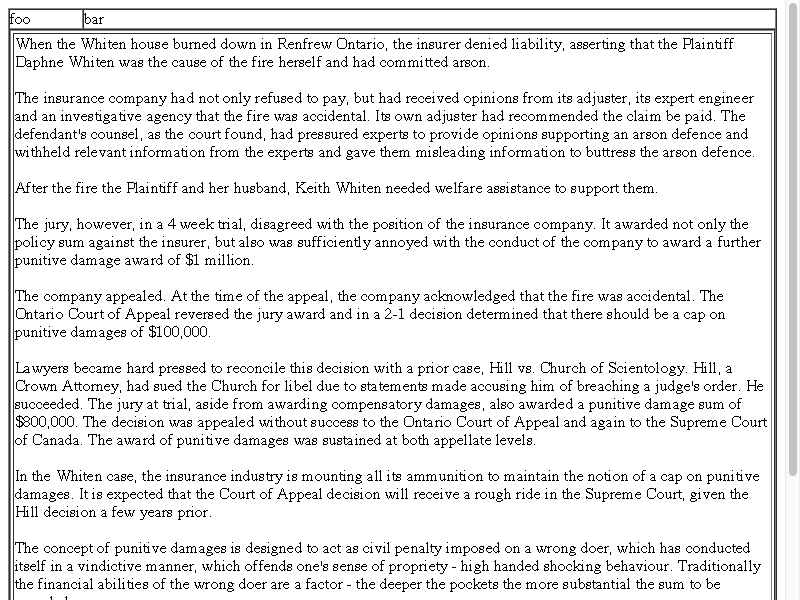 foo bar
When the Whiten house burned down in Renfrew Ontario, the insurer denied liability, asserting that the Plaintiff
Daphne Whiten was the cause of the fire herself and had committed arson.
The insurance company had not only refused to pay, but had received opinions from its adjuster, its expert engineer
and an investigative agency that the fire was accidental. Its own adjuster had recommended the claim be paid. The
defendant's counsel, as the court found, had pressured experts to provide opinions supporting an arson defence and
withheld relevant information from the experts and gave them misleading information to buttress the arson defence.
After the fire the Plaintiff and her husband, Keith Whiten needed welfare assistance to support them.
The jury, however, in a 4 week trial, disagreed with the position of the insurance company. It awarded not only the
policy sum against the insurer, but also was sufficiently annoyed with the conduct of the company to award a further
punitive damage award of $1 million.
The company appealed. At the time of the appeal, the company acknowledged that the fire was accidental. The
Ontario Court of Appeal reversed the jury award and in a 2-1 decision determined that there should be a cap on
punitive damages of $100,000.
Lawyers became hard pressed to reconcile this decision with a prior case, Hill vs. Church of Scientology. Hill, a
Crown Attorney, had sued the Church for libel due to statements made accusing him of breaching a judge's order. He
succeeded. The jury at trial, aside from awarding compensatory damages, also awarded a punitive damage sum of
$800,000. The decision was appealed without success to the Ontario Court of Appeal and again to the Supreme Court
of Canada. The award of punitive damages was sustained at both appellate levels.
In the Whiten case, the insurance industry is mounting all its ammunition to maintain the notion of a cap on punitive
damages. It is expected that the Court of Appeal decision will receive a rough ride in the Supreme Court, given the
Hill decision a few years prior.
The concept of punitive damages is designed to act as civil penalty imposed on a wrong doer, which has conducted
itself in a vindictive manner, which offends one's sense of propriety - high handed shocking behaviour. Traditionally
the financial abilities of the wrong doer are a factor - the deeper the pockets the more substantial the sum to be